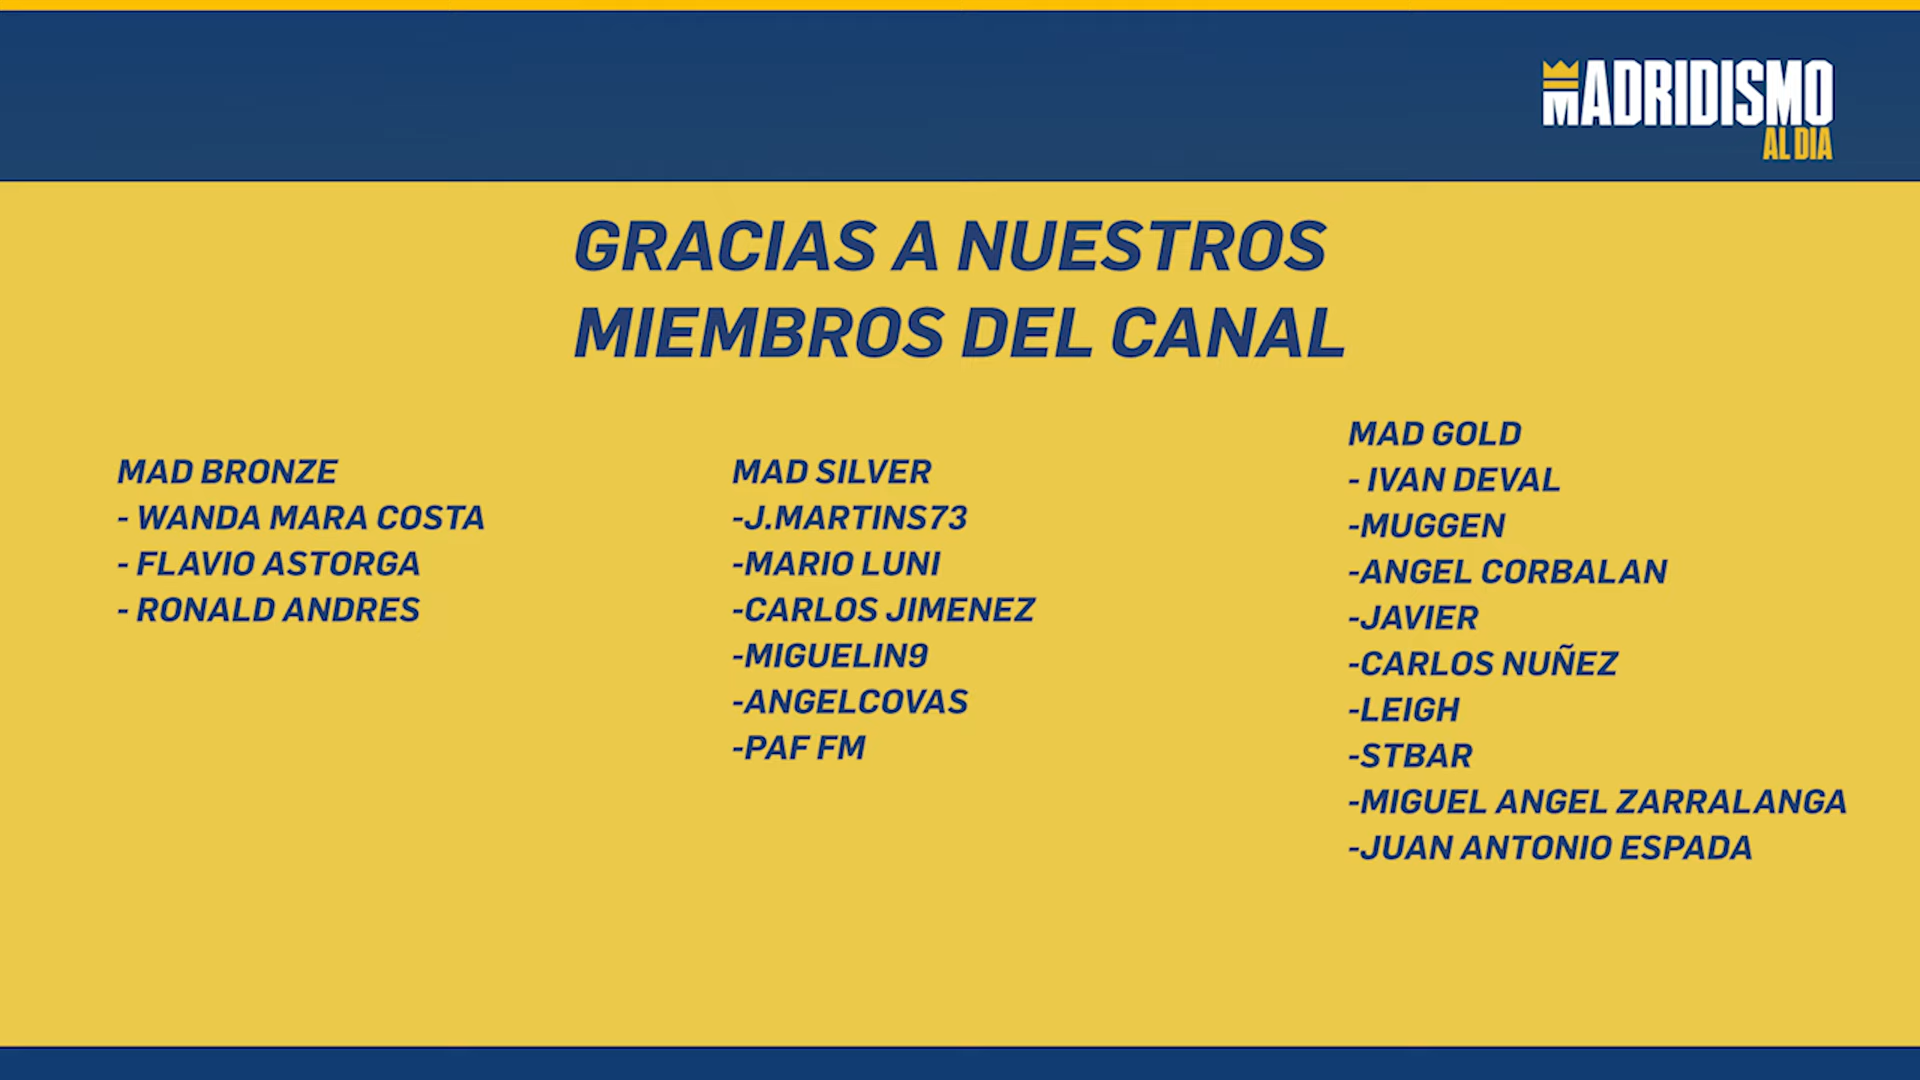 MADRIDISMO
AL DIA
GRACIAS A NUESTROS
MIEMBROS DEL CANAL
MAD BRONZE
- WANDA MARA COSTA
- FLAVIO ASTORGA
- RONALD ANDRES
MAD SILVER
-J.MARTINS73
-MARIO LUNI
-CARLOS JIMENEZ
-MIGUELIN9
-ANGELCOVAS
-PAF FM
MAD GOLD
- IVAN DEVAL
-MUGGEN
-ANGEL CORBALAN
-JAVIER
-CARLOS NUÑEZ
-LEIGH
-STBAR
-MIGUEL ANGEL ZARRALANGA
-JUAN ANTONIO ESPADA